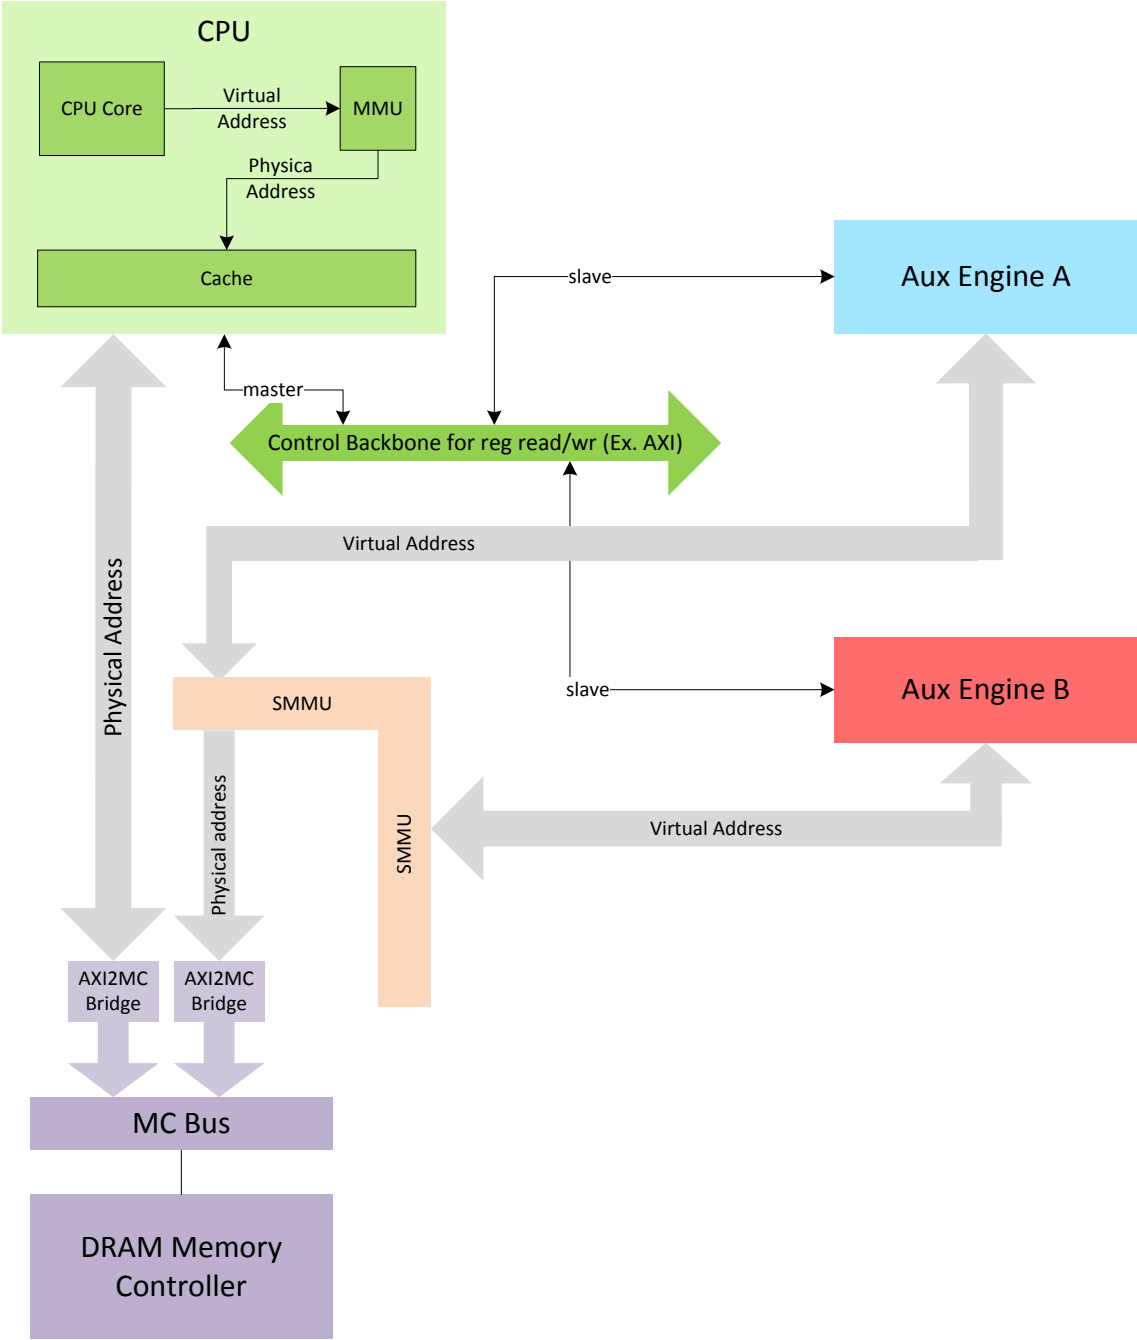 CPU
CPU Core
Virtual
Address
MMU
Physica
Address
Cache
slave
Aux Engine A
master
Control Backbone for reg read/wr (Ex. AXI)
Virtual Address
Physical Address
slave
Aux Engine B
SMMU
Physical address
SMMU
Virtual Address
AXI2MC
Bridge
AXI2MC
Bridge
MC Bus
DRAM Memory
Controller